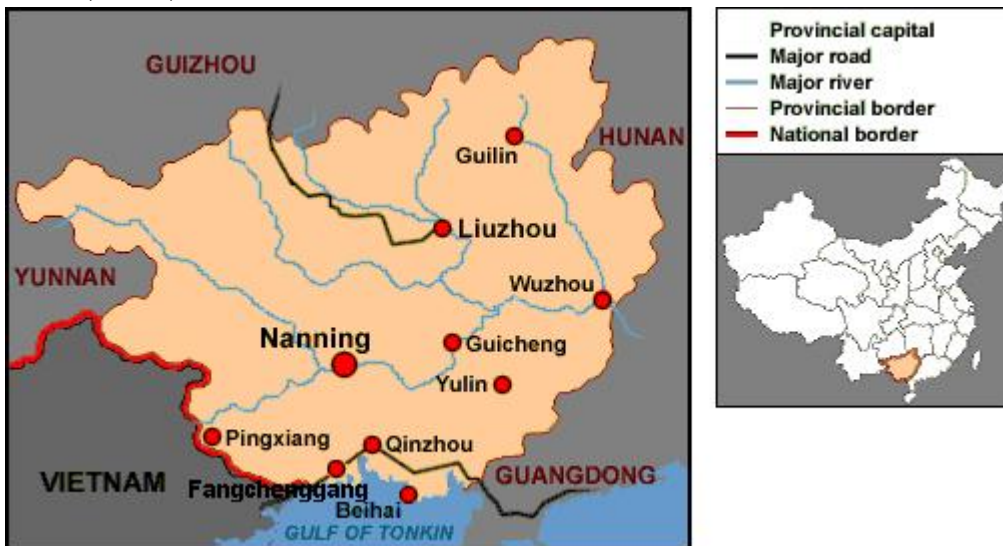 GUIZHOU
HUNAN
Guilin
Liuzhou
YUNNAN
Wuzhou
Nanning
Guicheng
Yulin
Pingxiang
Qinzhou
VIETNAM
Fangchenggang
GUANGDONG
Beihai
GULF OF TONKIN
Provincial capital
Major road
Major river
Provincial border
National border